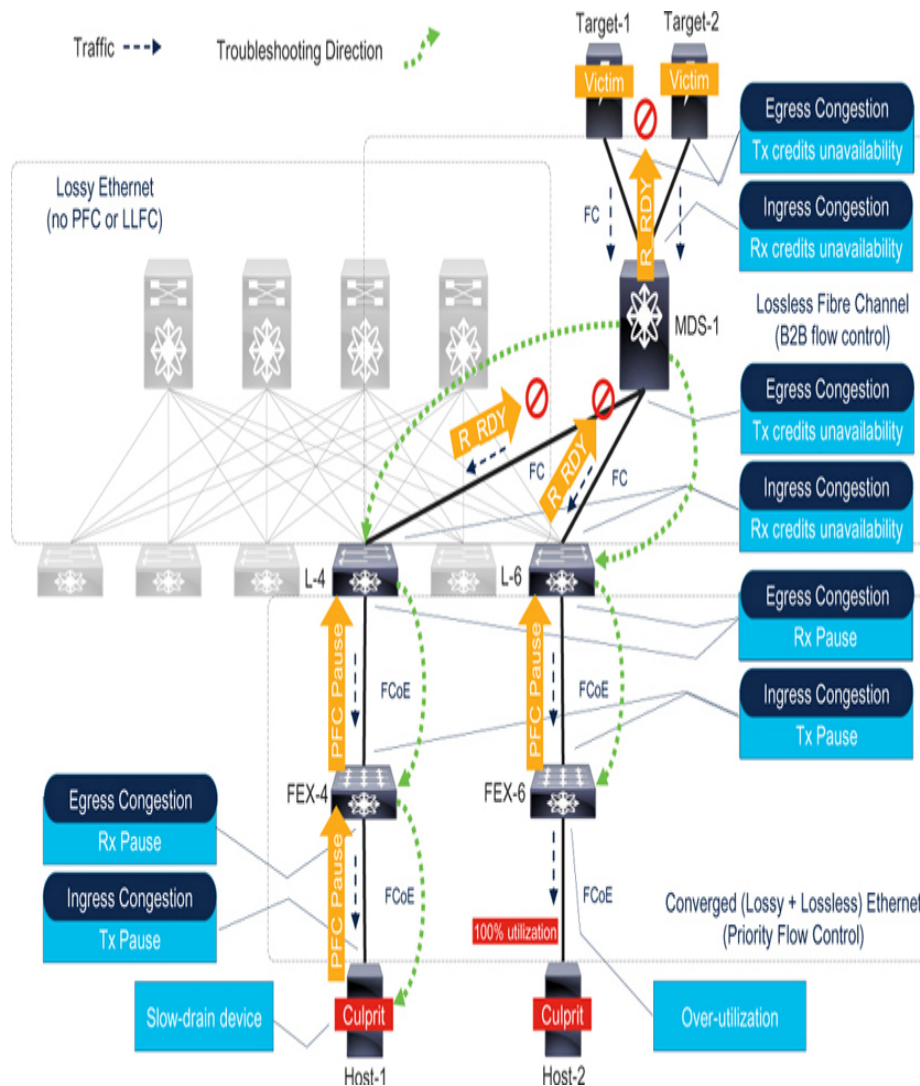 Target-1
Target-2
Traffic
Troubleshooting Direction
Victim
Victim
Egress Congestion
Tx credits unavailability
Lossy Ethernet
(no PFC or LLFC)
FC
R_RDY
Ingress Congestion
Rx credits unavailability
MDS-1
Lossless Fibre Channel
(B2B flow control)
Egress Congestion
Tx credits unavailability
R_RDY
R_RDY
FC
FC
Ingress Congestion
Rx credits unavailability
L-4
L-6
Egress Congestion
Rx Pause
PFC Pause
FCoE
PFC Pause
FCoE
Ingress Congestion
Tx Pause
FEX-4
FEX-6
Egress Congestion
Rx Pause
PFC Pause
FCoE
FCoE
Ingress Congestion
Tx Pause
100% utilization
Converged (Lossy + Lossless) Ethernet
(Priority Flow Control)
Slow-drain device
Culprit
Culprit
Over-utilization
Host-1
Host-2